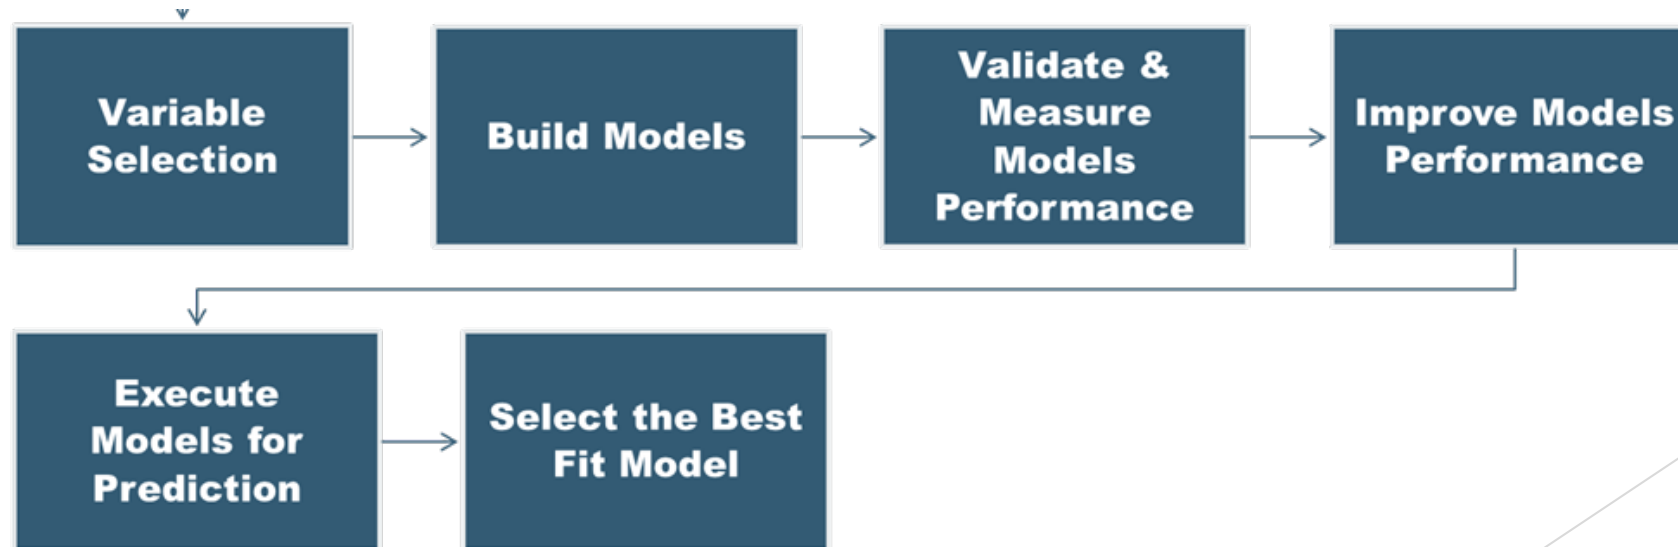 Variable
Selection
Build Models
Validate &
Measure
Models
Performance
Improve Models
Performance
Execute
Models for
Prediction
Select the Best
Fit Model